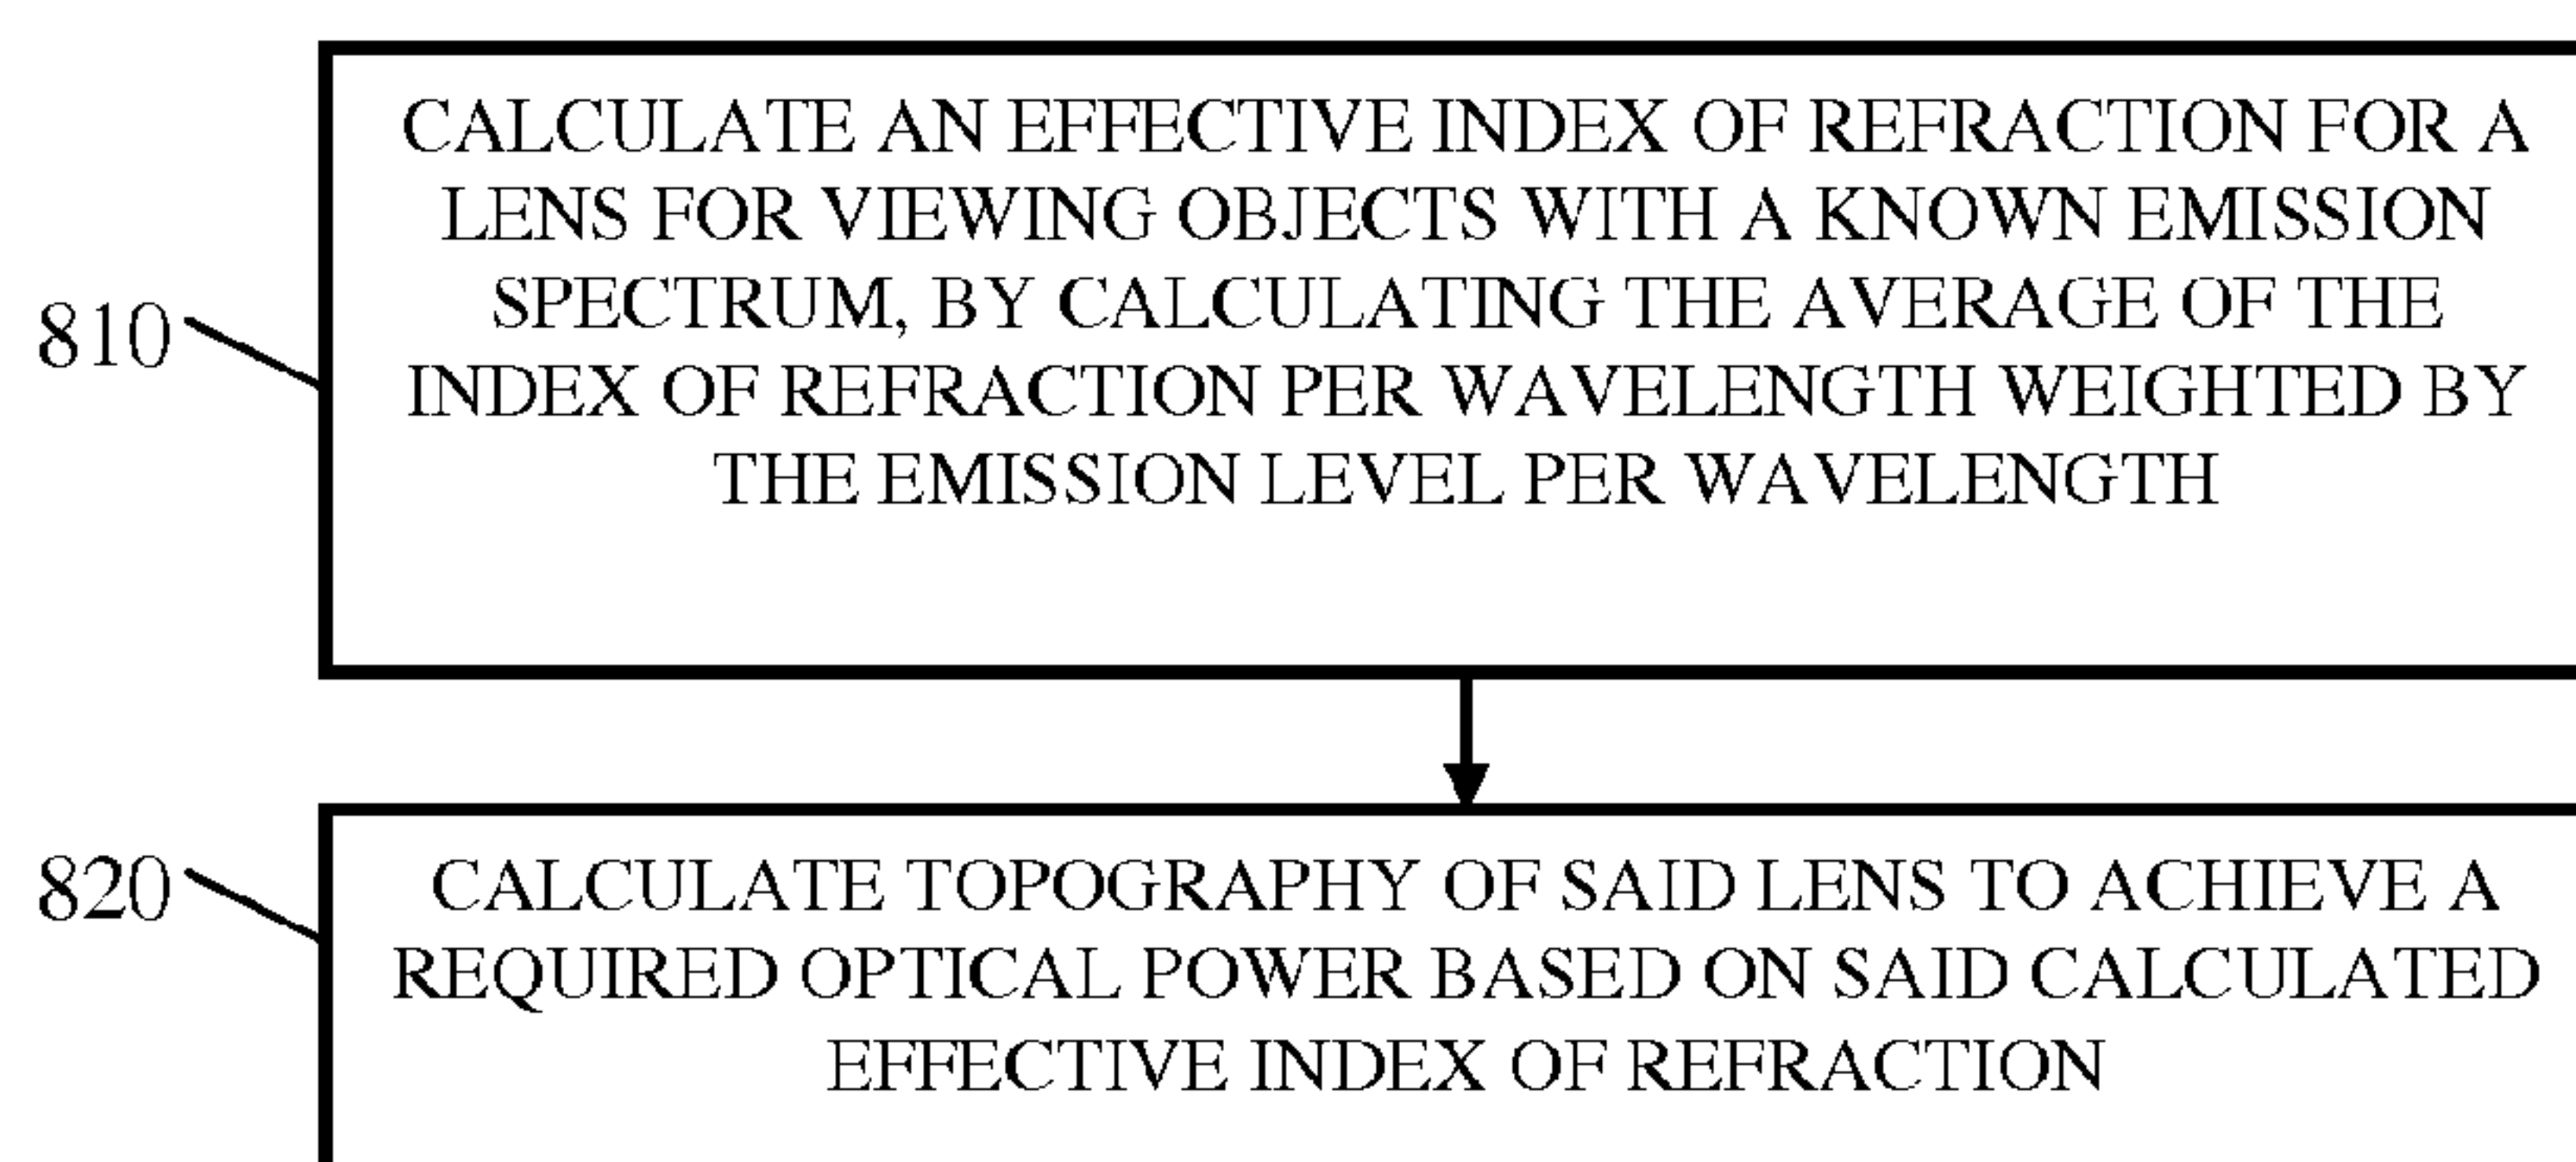 CALCULATE AN EFFECTIVE INDEX OF REFRACTION FOR A
LENS FOR VIEWING OBJECTS WITH A KNOWN EMISSION
SPECTRUM, BY CALCULATING THE AVERAGE OF THE
810
INDEX OF REFRACTION PER WAVELENGTH WEIGHTED BY
THE EMISSION LEVEL PER WAVELENGTH
820
CALCULATE TOPOGRAPHY OF SAID LENS TO ACHIEVE A
REQUIRED OPTICAL POWER BASED ON SAID CALCULATED
EFFECTIVE INDEX OF REFRACTION